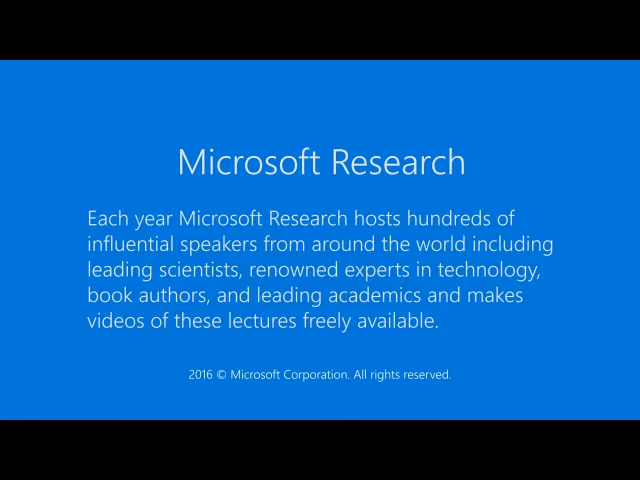 Microsoft Research
Each year Microsoft Research hosts hundreds of
influential speakers from around the world including
leading scientists, renowned experts in technology,
book authors, and leading academics and makes
videos of these lectures freely available.
2016 © Microsoft Corporation. All rights reserved.